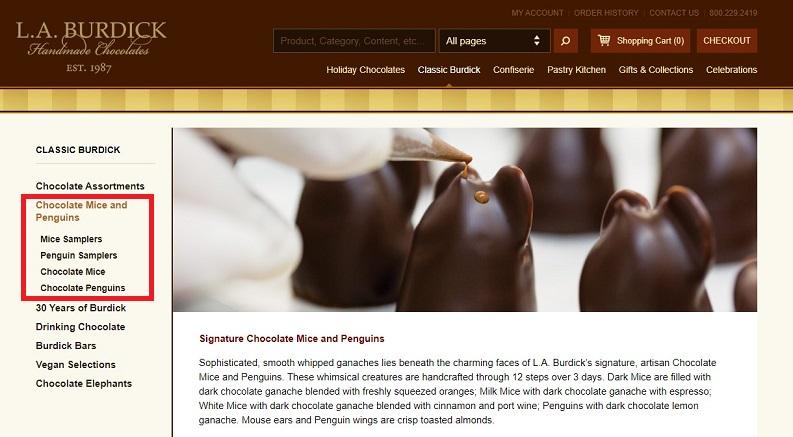 MY ACCOUNT | ORDER HISTORY | CONTACT US | 800.229.2419
L.A. BURDICK
Handmade Chocolates
EST. 1987
Product, Category, Content, etc...
All pages
Shopping Cart (0)
CHECKOUT
Holiday Chocolates Classic Burdick Confiserie Pastry Kitchen Gifts & Collections Celebrations
CLASSIC BURDICK
Chocolate Assortments
Chocolate Mice and
Penguins
Mice Samplers
Penguin Samplers
Chocolate Mice
Chocolate Penguins
30 Years of Burdick
Drinking Chocolate
Burdick Bars
Vegan Selections
Chocolate Elephants
Signature Chocolate Mice and Penguins
Sophisticated, smooth whipped ganaches lies beneath the charming faces of L.A. Burdick's signature, artisan Chocolate
Mice and Penguins. These whimsical creatures are handcrafted through 12 steps over 3 days. Dark Mice are filled with
dark chocolate ganache blended with freshly squeezed oranges; Milk Mice with dark chocolate ganache with espresso;
White Mice with dark chocolate ganache blended with cinnamon and port wine; Penguins with dark chocolate lemon
ganache. Mouse ears and Penguin wings are crisp toasted almonds.